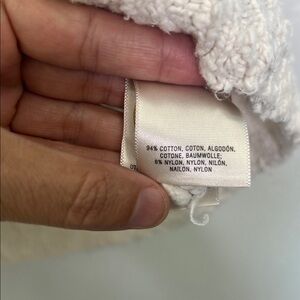 94% COTTON, COTON, ALGODÓN,
COTONE, BAUMWOLLE;
6% NYLON, NYLON, NILÓN,
NAILON, NYLON